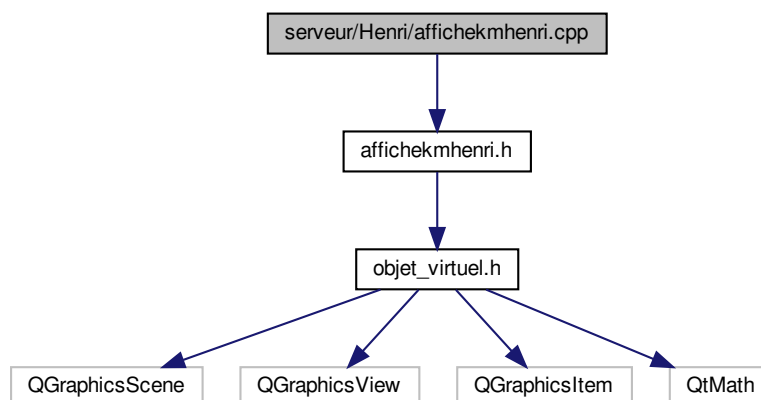 serveur/Henri/affichekmhenri.cpp
affichekmhenri.h
objet_virtuel.h
QGraphicsScene
QGraphicsView
QGraphicsItem
QtMath